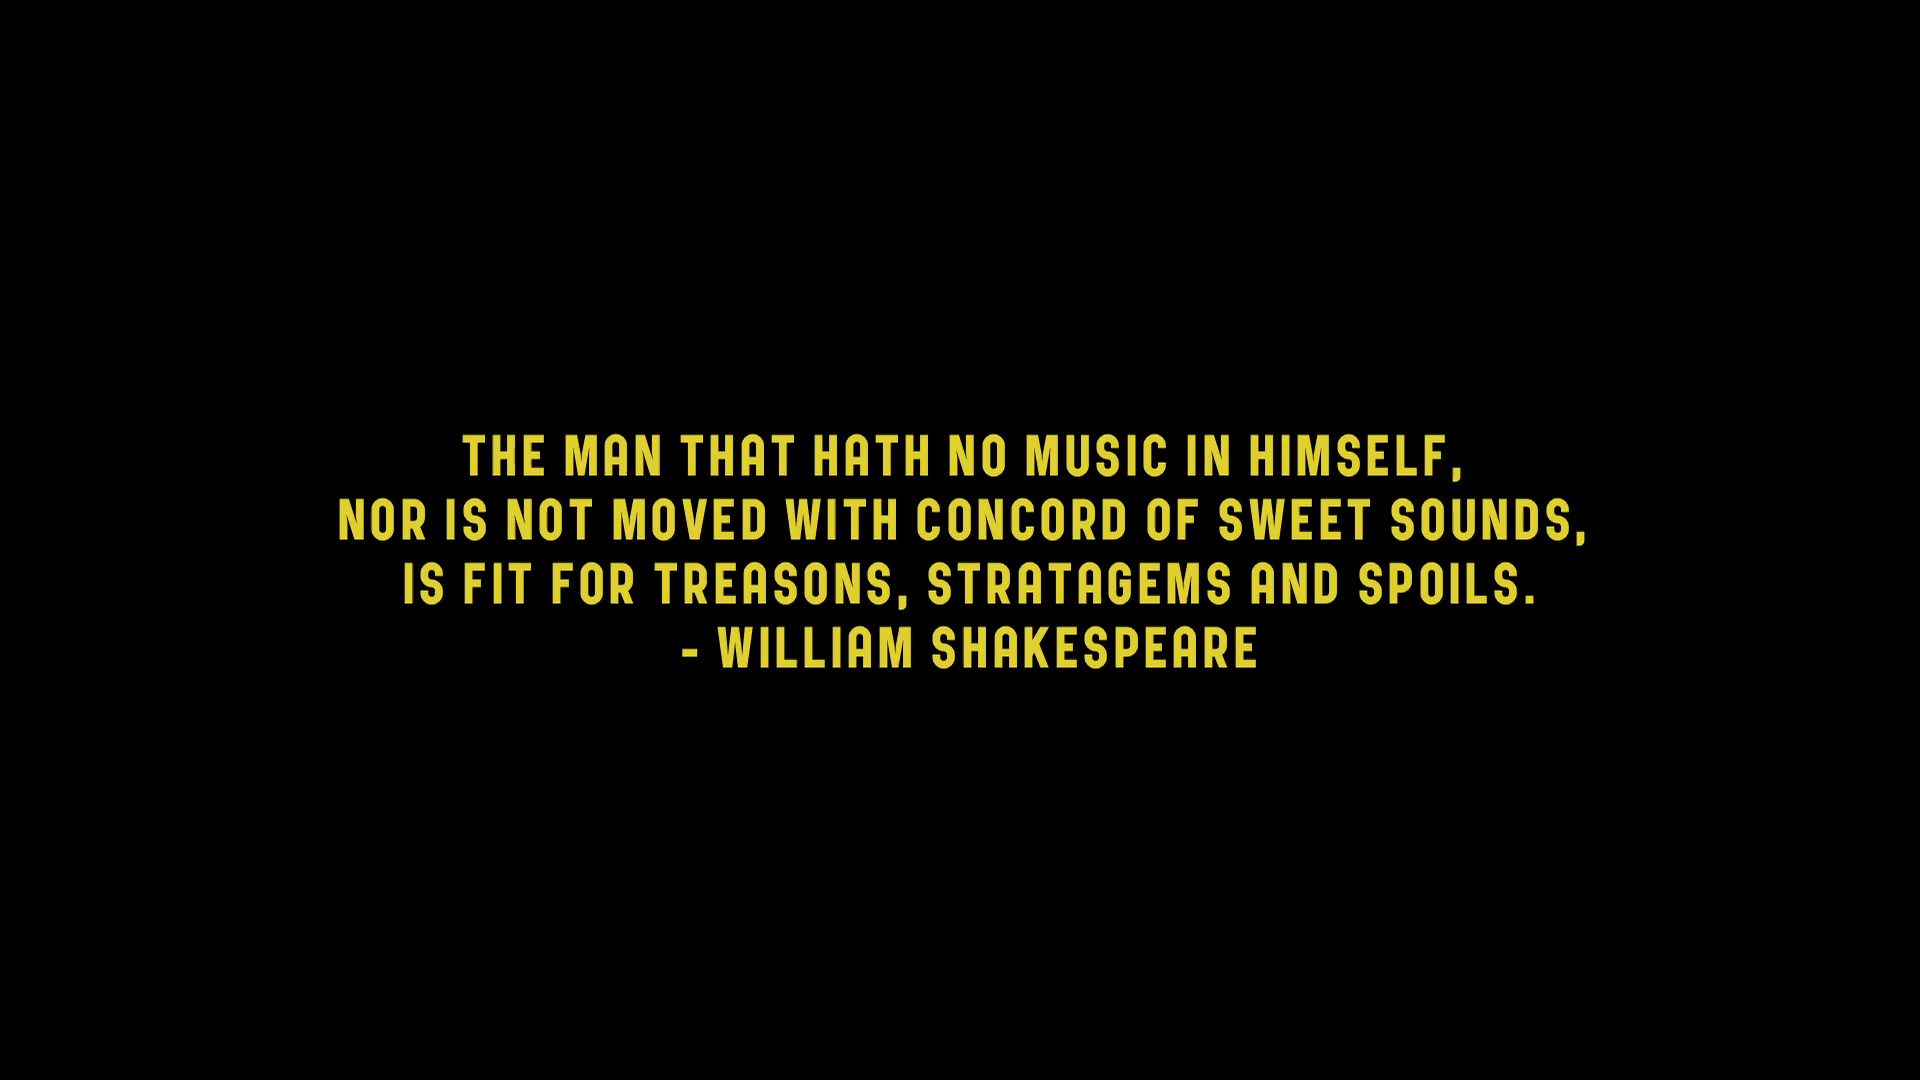 THE MAN THAT HATH NO MUSIC IN HIMSELF,
NOR IS NOT MOVED WITH CONCORD OF SWEET SOUNDS,
IS FIT FOR TREASONS, STRATAGEMS AND SPOILS.
- WILLIAM SHAKESPEARE